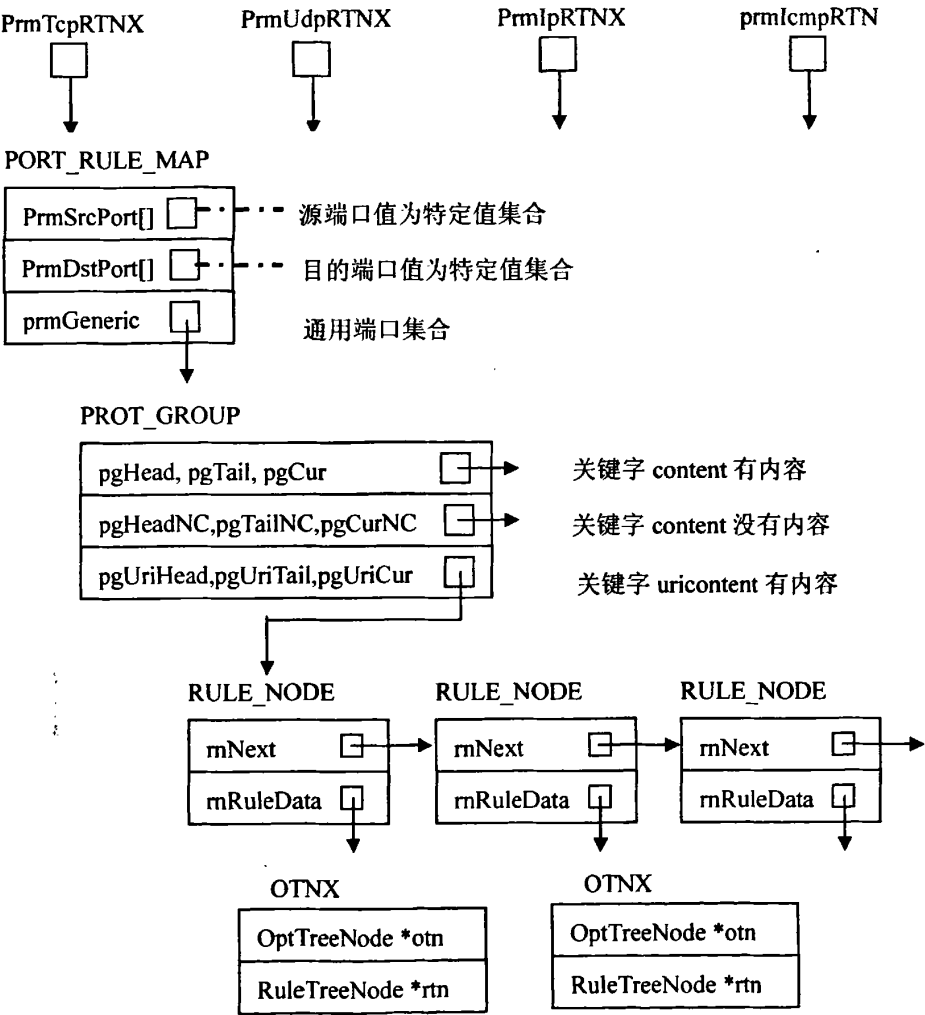 PrmTcpRTNX PrmUdpRTNX PrmIpRTNX prmIcmpRTN
PORT_RULE_MAP
PrmSrcPort[] 源端口值为特定值集合
PrmDstPort[] 目的端口值为特定值集合
prmGeneric 通用端口集合
PROT_GROUP
pgHead, pgTail, pgCur 关键字 content 有内容
pgHeadNC,pgTailNC,pgCurNC 关键字 content 没有内容
pgUriHead,pgUriTail,pgUriCur 关键字 uricontent 有内容
RULE_NODE RULE_NODE RULE_NODE
rnNext rnNext rnNext
rnRuleData rnRuleData rnRuleData
OTNX OTNX
OptTreeNode *otn OptTreeNode *otn
RuleTreeNode *rtn RuleTreeNode *rtn